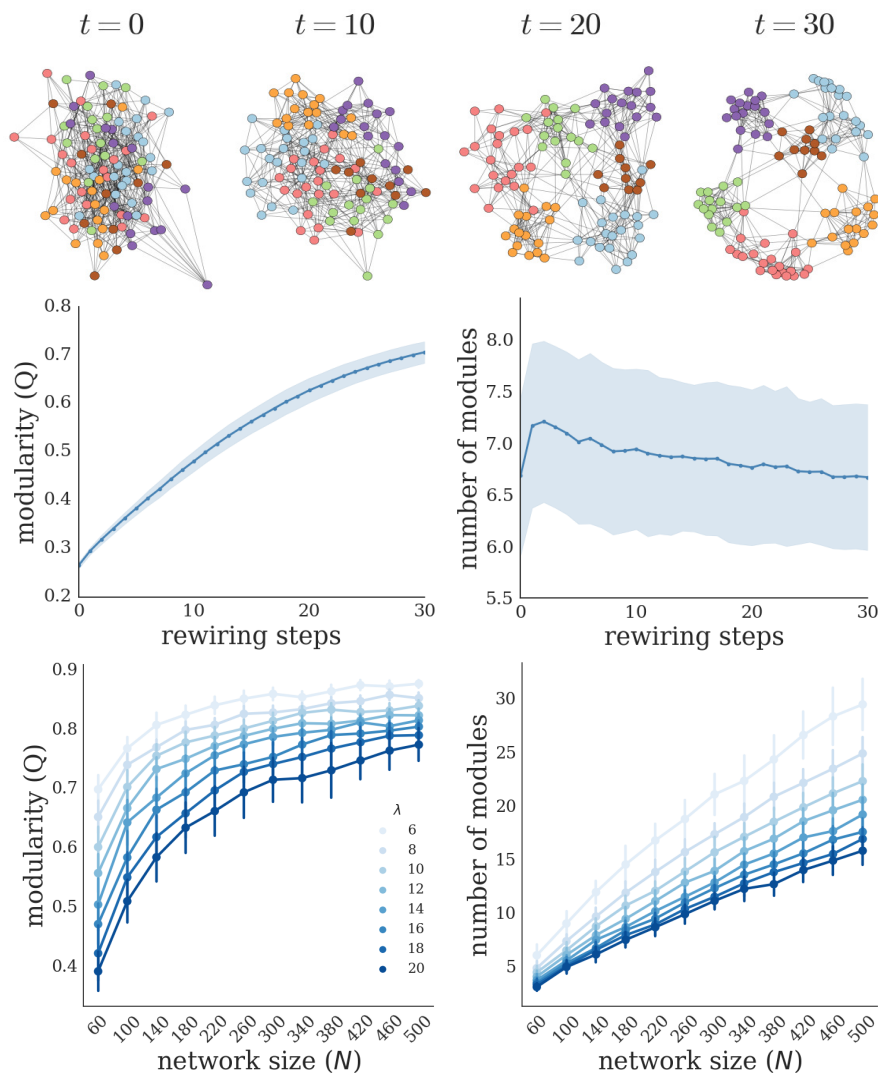 t = 0 t = 10 t = 20 t = 30
0.8
0.7
0.6
0.5
0.4
0.3
0.2
modularity (Q)
0 10 20 30
rewiring steps
8.0
7.5
7.0
6.5
6.0
5.5
number of modules
0 10 20 30
rewiring steps
0.9
0.8
0.7
0.6
0.5
0.4
modularity (Q)
λ
6
8
10
12
14
16
18
20
60 100 140 180 220 260 300 340 380 420 460 500
network size (N)
30
25
20
15
10
5
number of modules
60 100 140 180 220 260 300 340 380 420 460 500
network size (N)